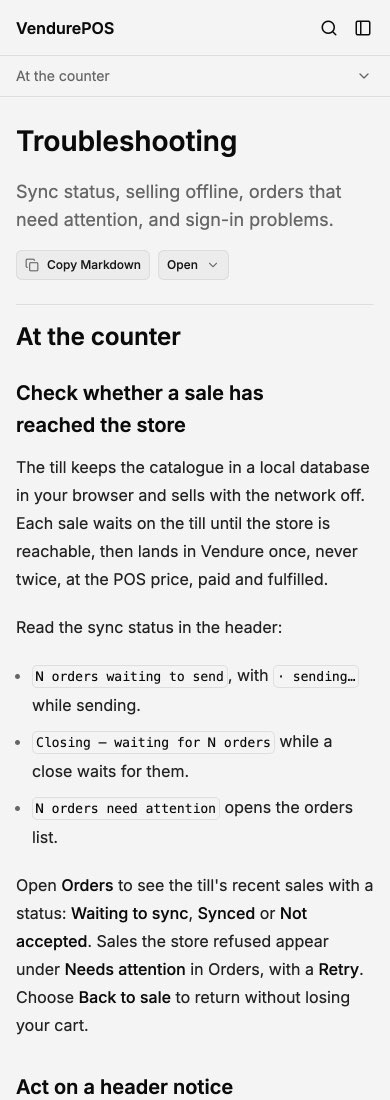 VendurePOS
At the counter
Troubleshooting
Sync status, selling offline, orders that
need attention, and sign-in problems.
Copy Markdown
Open
At the counter
Check whether a sale has
reached the store
The till keeps the catalogue in a local database
in your browser and sells with the network off.
Each sale waits on the till until the store is
reachable, then lands in Vendure once, never
twice, at the POS price, paid and fulfilled.
Read the sync status in the header:
N orders waiting to send, with · sending…
while sending.
Closing — waiting for N orders while a
close waits for them.
N orders need attention opens the orders
list.
Open Orders to see the till's recent sales with a
status: Waiting to sync, Synced or Not
accepted. Sales the store refused appear
under Needs attention in Orders, with a Retry.
Choose Back to sale to return without losing
your cart.
Act on a header notice